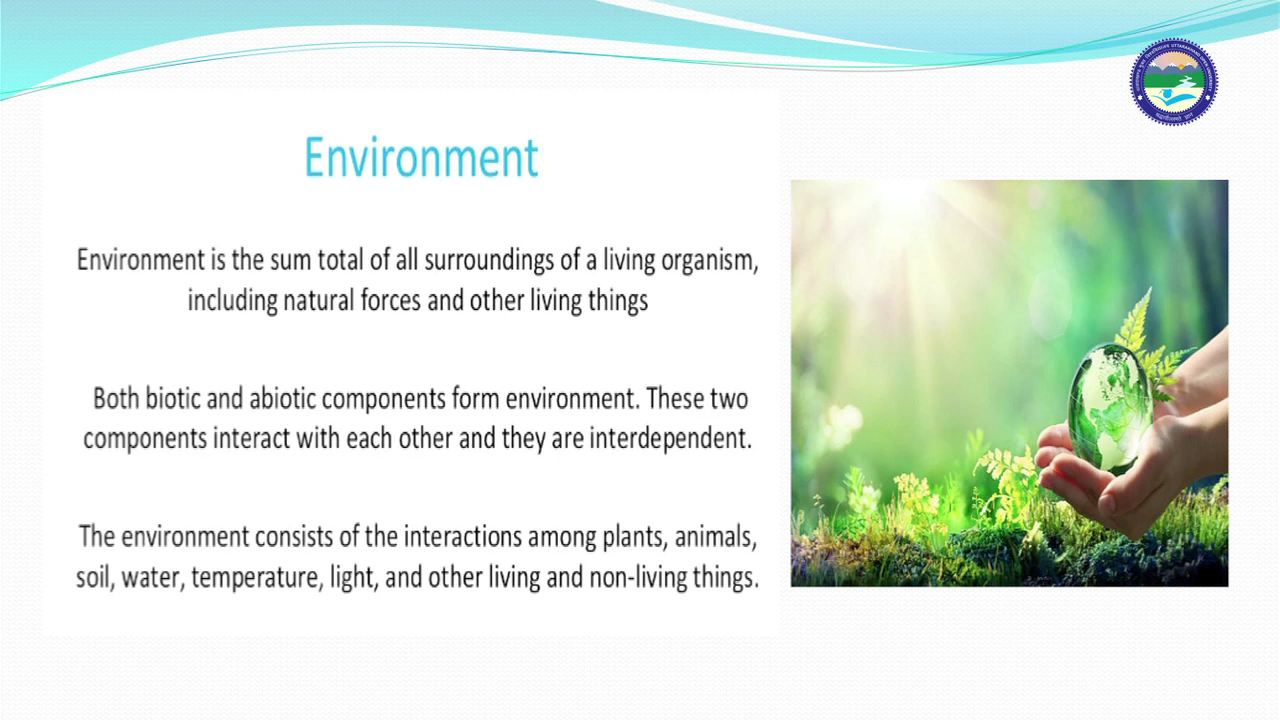 Environment
Environment is the sum total of all surroundings of a living organism,
including natural forces and other living things
Both biotic and abiotic components form environment. These two
components interact with each other and they are interdependent.
The environment consists of the interactions among plants, animals,
soil, water, temperature, light, and other living and non-living things.